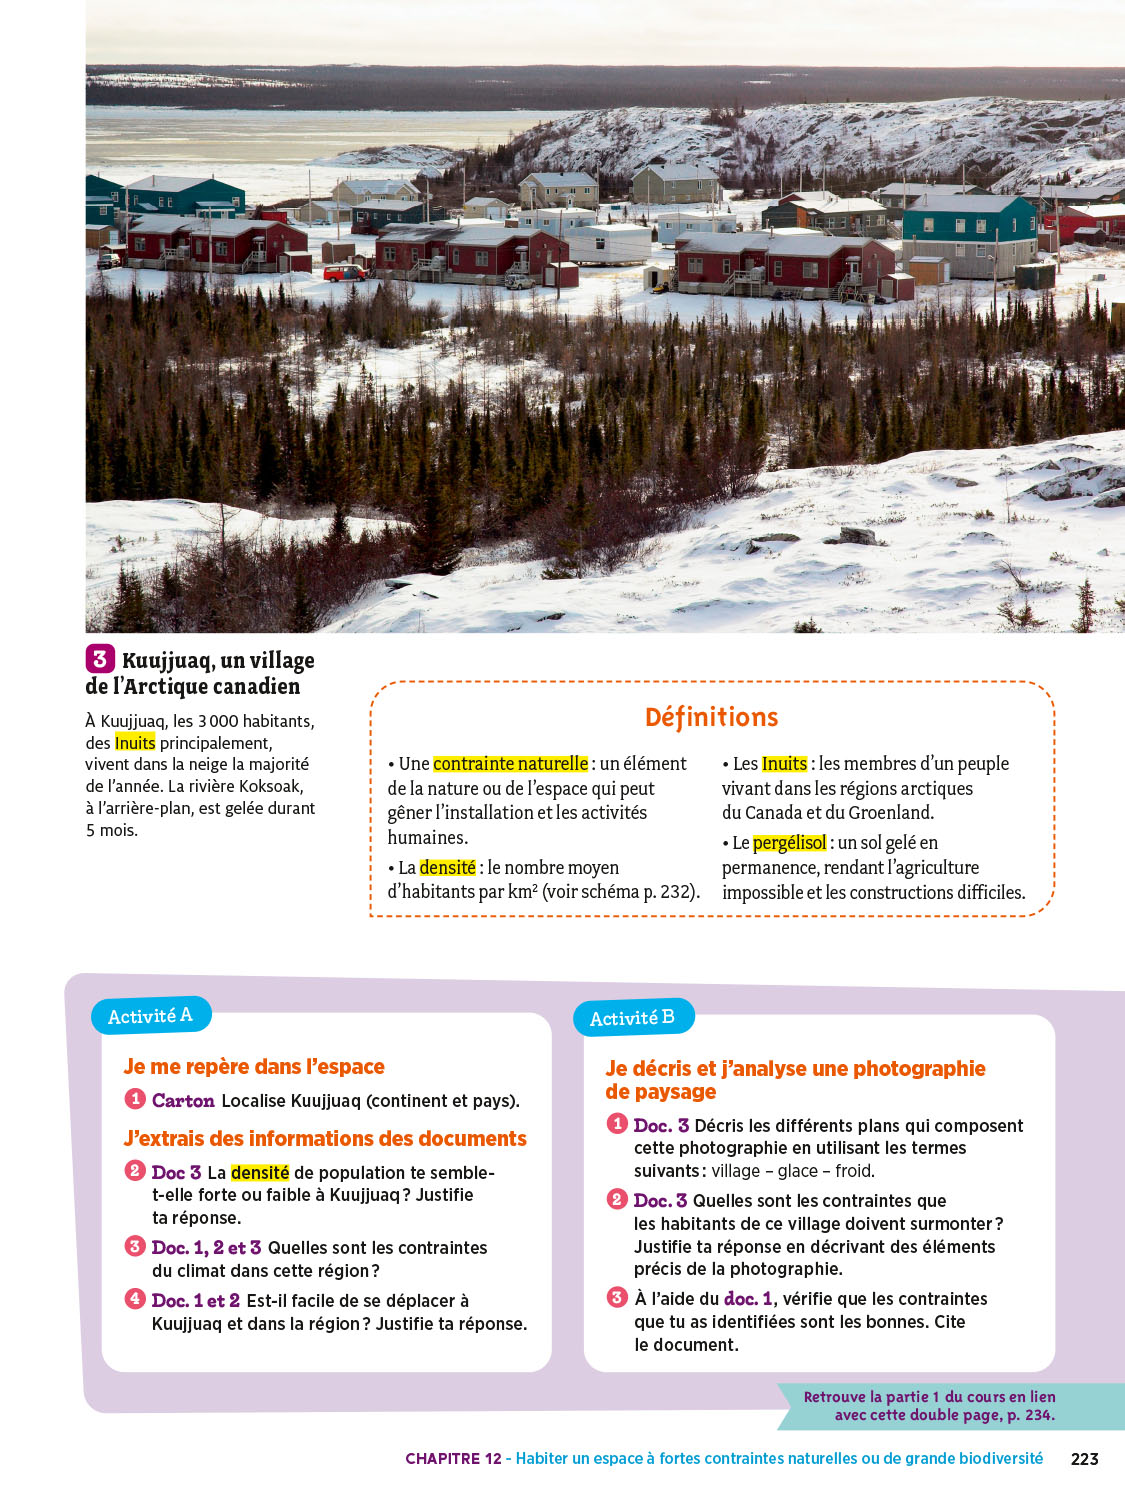 3 Kuujjuaq, un village
de l'Arctique canadien
À Kuujjuaq, les 3 000 habitants,
des Inuits principalement,
vivent dans la neige la majorité
de l'année. La rivière Koksoak,
à l'arrière-plan, est gelée durant
5 mois.
Définitions
• Une contrainte naturelle : un élément
de la nature ou de l'espace qui peut
gêner l'installation et les activités
humaines.
• La densité : le nombre moyen
d'habitants par km² (voir schéma p. 232).
• Les Inuits : les membres d'un peuple
vivant dans les régions arctiques
du Canada et du Groenland.
• Le pergélisol : un sol gelé en
permanence, rendant l'agriculture
impossible et les constructions difficiles.
Activité A
Je me repère dans l'espace
1 Carton Localise Kuujjuaq (continent et pays).
J'extrais des informations des documents
2 Doc 3 La densité de population te semble-
t-elle forte ou faible à Kuujjuaq ? Justifie
ta réponse.
3 Doc. 1, 2 et 3 Quelles sont les contraintes
du climat dans cette région ?
4 Doc. 1 et 2 Est-il facile de se déplacer à
Kuujjuaq et dans la région ? Justifie ta réponse.
Activité B
Je décris et j'analyse une photographie
de paysage
1 Doc. 3 Décris les différents plans qui composent
cette photographie en utilisant les termes
suivants : village – glace – froid.
2 Doc. 3 Quelles sont les contraintes que
les habitants de ce village doivent surmonter ?
Justifie ta réponse en décrivant des éléments
précis de la photographie.
3 À l'aide du doc. 1, vérifie que les contraintes
que tu as identifiées sont les bonnes. Cite
le document.
Retrouve la partie 1 du cours en lien
avec cette double page, p. 234.
CHAPITRE 12 - Habiter un espace à fortes contraintes naturelles ou de grande biodiversité 223